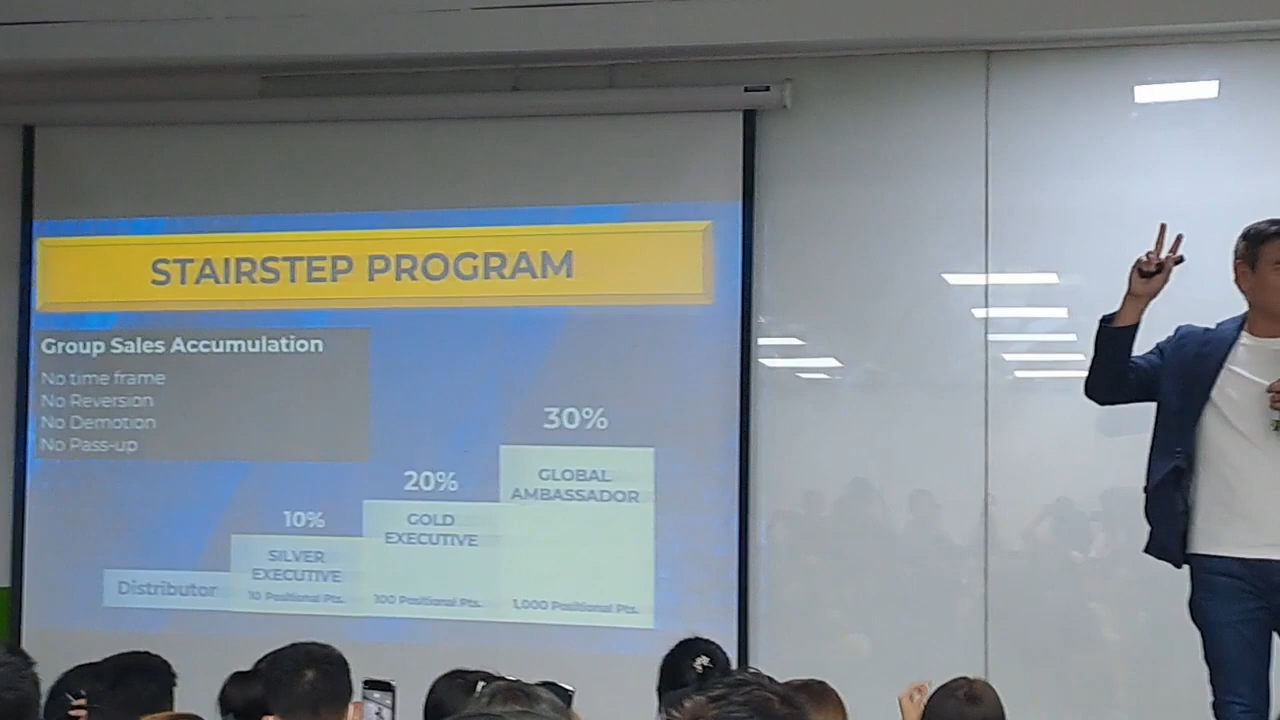 STAIRSTEP PROGRAM
Group Sales Accumulation
No time frame
No Reversion
No Demotion
No Pass-up
30%
GLOBAL
AMBASSADOR
1,000 Positional Pts.
20%
GOLD
EXECUTIVE
100 Positional Pts.
10%
SILVER
EXECUTIVE
10 Positional Pts.
Distributor